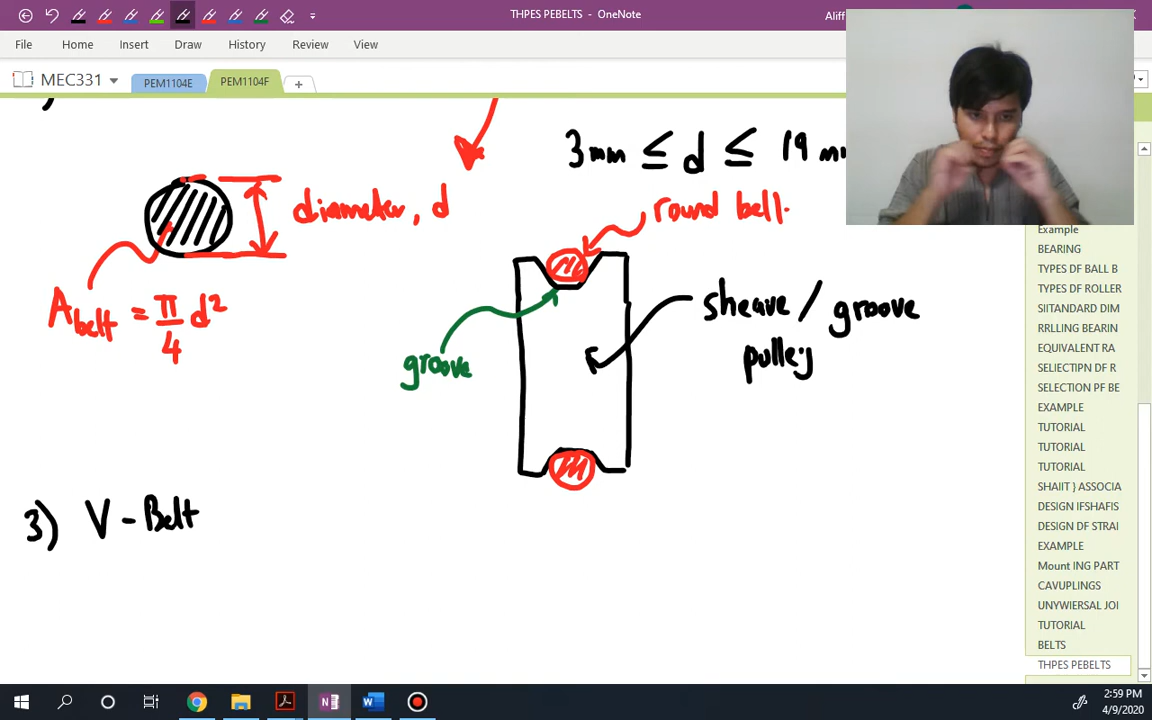 THPES PEBELTS - OneNote
Aliff
File Home Insert Draw History Review View
MEC331
PEM1104E
PEM1104F
3mm ≤ d ≤ 19 mm
diameter, d
round belt
A belt = π/4 d²
groove
sheave / groove
pulley
3) V - Belt
Example
BEARING
TYPES DF BALL B
TYPES DF ROLLER
SIITANDARD DIM
RRLLING BEARIN
EQUIVALENT RA
SELIECTIPN DF R
SELECTION PF BE
EXAMPLE
TUTORIAL
TUTORIAL
TUTORIAL
SHAIIT } ASSOCIA
DESIGN IFSHAFIS
DESIGN DF STRAI
EXAMPLE
Mount ING PART
CAVUPLINGS
UNYWIERSAL JOI
TUTORIAL
BELTS
THPES PEBELTS
2:59 PM
4/9/2020